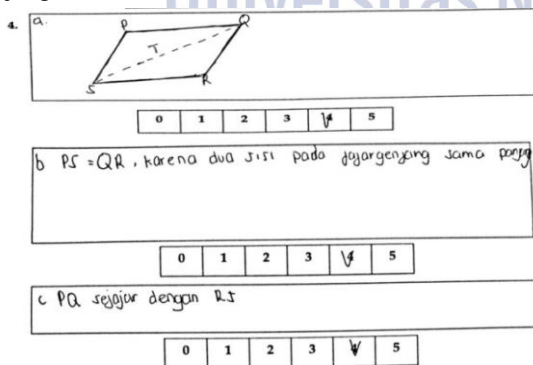 4.
a.
P Q
T
S R
0 1 2 3 4 5
b PS = QR, karena dua sisi pada jajargenjang sama panjang
0 1 2 3 4 5
c PQ sejajar dengan RS
0 1 2 3 4 5